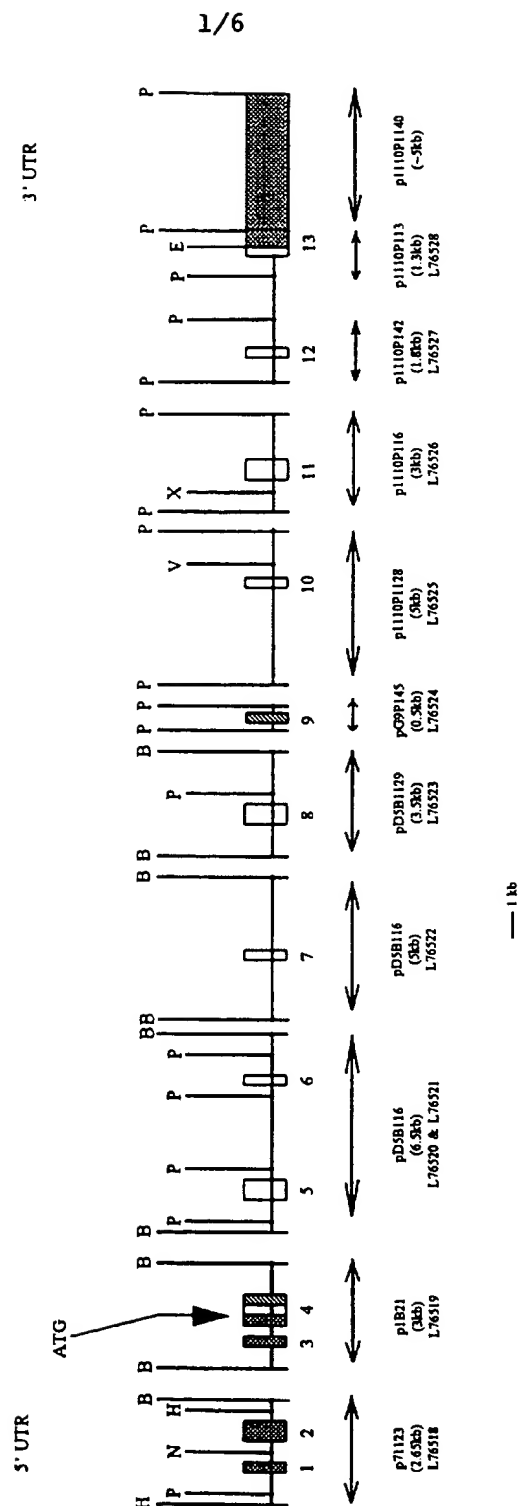 1/6
5' UTR
3' UTR
ATG
H P N H B
B B
B P P P P B
B B
B P B
P P
P V P
P X P
P P
P E P P
1 2 3 4 5 6 7 8 9 10 11 12 13
p71123
(2.65kb)
L76518
p1B21
(3kb)
L76519
pD5B116
(6.5kb)
L76520 & L76521
pD5B116
(5kb)
L76522
pD5B1129
(3.5kb)
L76523
pG9P145
(0.5kb)
L76524
p1110P1128
(5kb)
L76525
p1110P116
(3kb)
L76526
p1110P142
(1.8kb)
L76527
p1110P113
(1.3kb)
L76528
p1110P1140
(~5kb)
1 kb